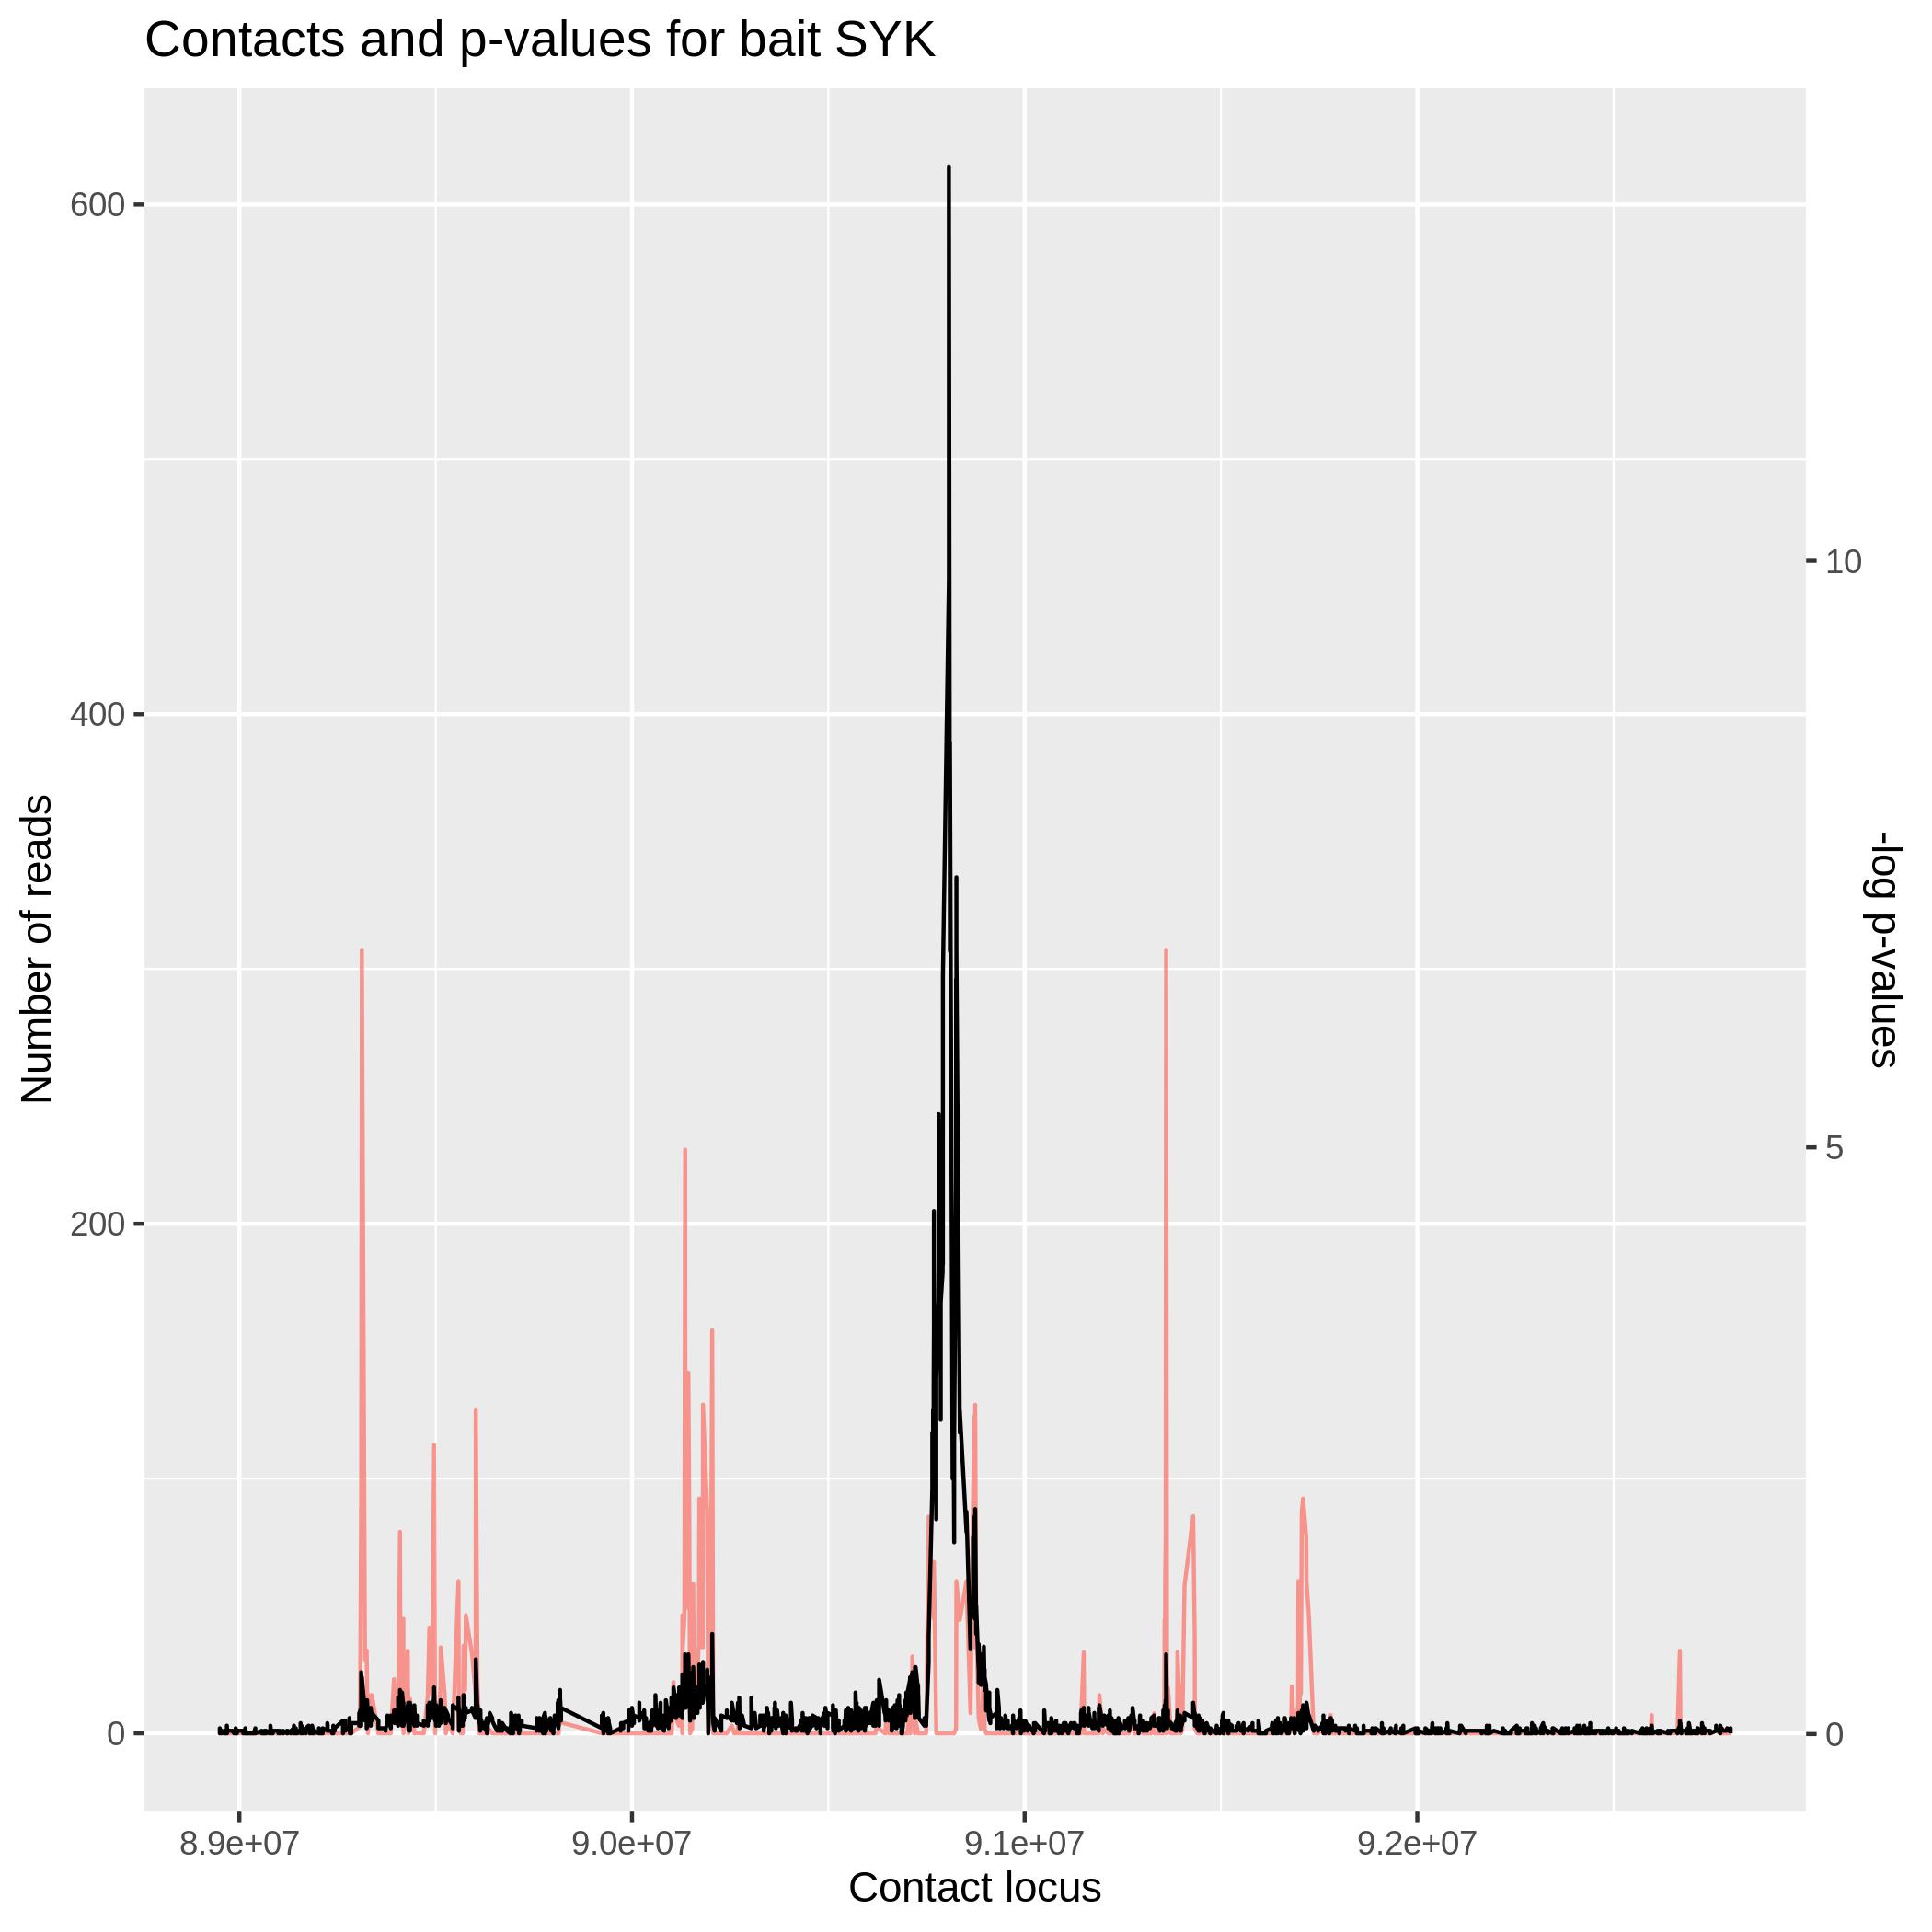 Contacts and p-values for bait SYK
600
400
200
0
Number of reads
10
5
0
-log p-values
8.9e+07
9.0e+07
9.1e+07
9.2e+07
Contact locus